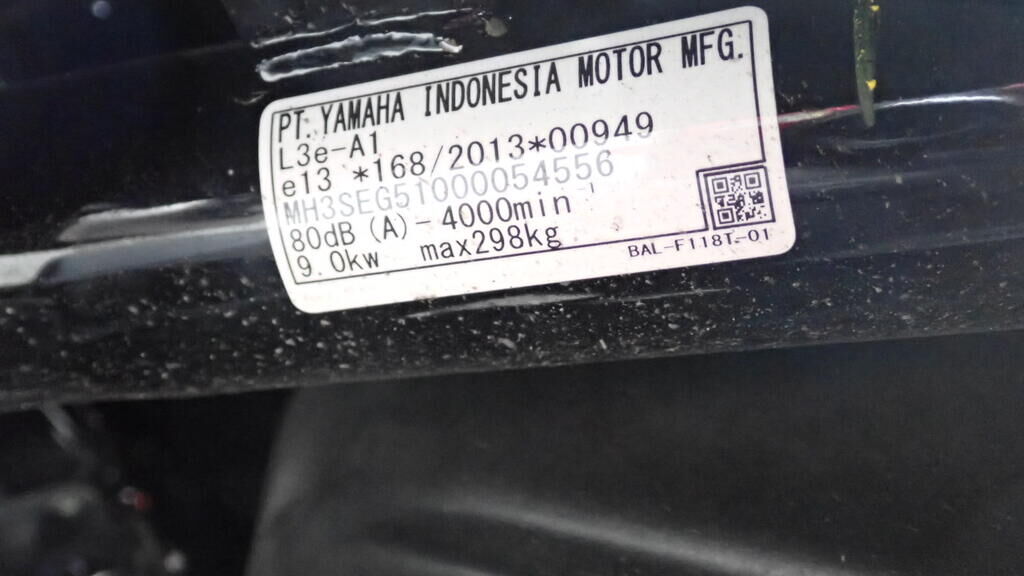 PT. YAMAHA INDONESIA MOTOR MFG.
L3e-A1
e13 *168/2013*00949
MH3SEG51000054556
80dB (A) - 4000min⁻¹
9.0kw max298kg
BAL-F118T-01